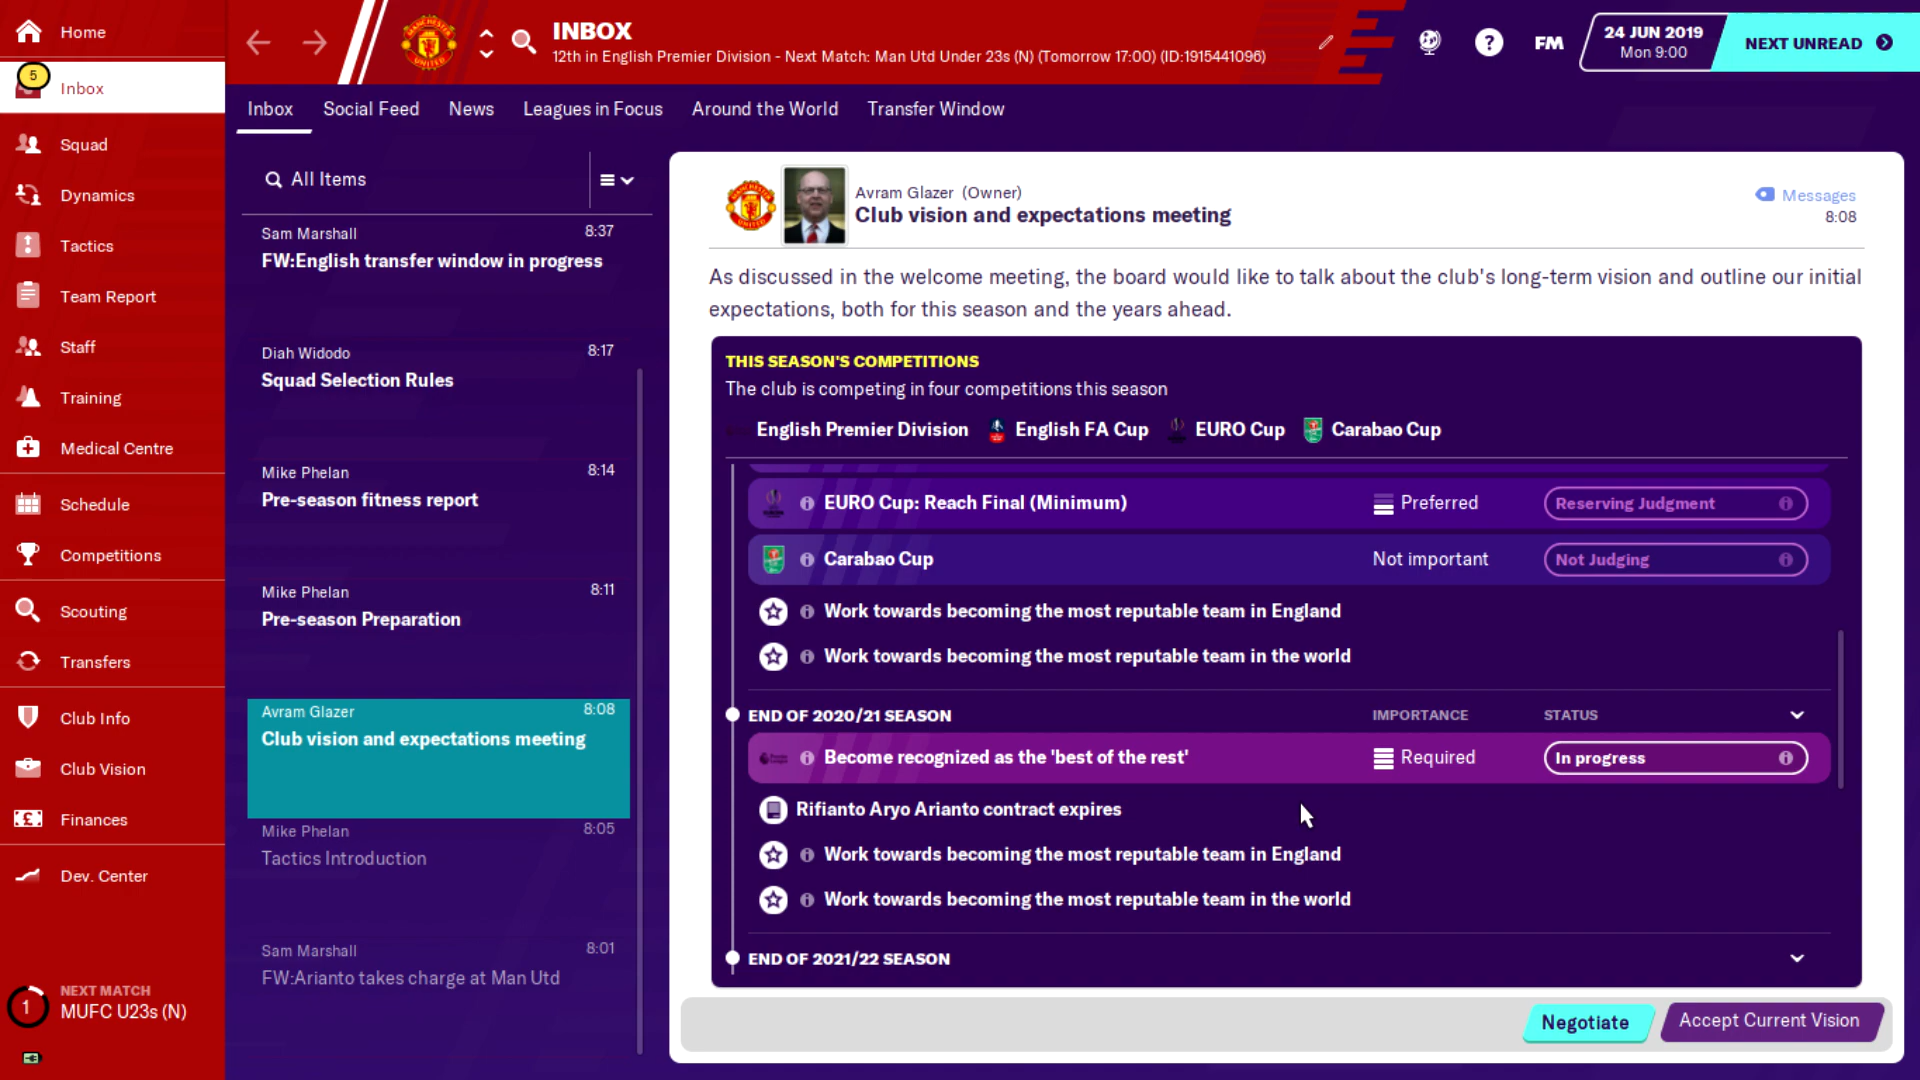 Home
5
Inbox
Squad
Dynamics
Tactics
Team Report
Staff
Training
Medical Centre
Schedule
Competitions
Scouting
Transfers
Club Info
Club Vision
Finances
Dev. Center
NEXT MATCH
1
MUFC U23s (N)
INBOX
12th in English Premier Division - Next Match: Man Utd Under 23s (N) (Tomorrow 17:00) (ID:1915441096)
?
FM
24 JUN 2019
Mon 9:00
NEXT UNREAD
Inbox Social Feed News Leagues in Focus Around the World Transfer Window
All Items
Sam Marshall 8:37
FW:English transfer window in progress
Diah Widodo 8:17
Squad Selection Rules
Mike Phelan 8:14
Pre-season fitness report
Mike Phelan 8:11
Pre-season Preparation
Avram Glazer 8:08
Club vision and expectations meeting
Mike Phelan 8:05
Tactics Introduction
Sam Marshall 8:01
FW:Arianto takes charge at Man Utd
Avram Glazer (Owner)
Club vision and expectations meeting
Messages
8:08
As discussed in the welcome meeting, the board would like to talk about the club's long-term vision and outline our initial
expectations, both for this season and the years ahead.
THIS SEASON'S COMPETITIONS
The club is competing in four competitions this season
English Premier Division English FA Cup EURO Cup Carabao Cup
EURO Cup: Reach Final (Minimum) Preferred Reserving Judgment
Carabao Cup Not important Not Judging
Work towards becoming the most reputable team in England
Work towards becoming the most reputable team in the world
END OF 2020/21 SEASON IMPORTANCE STATUS
Become recognized as the 'best of the rest' Required In progress
Rifianto Aryo Arianto contract expires
Work towards becoming the most reputable team in England
Work towards becoming the most reputable team in the world
END OF 2021/22 SEASON
Negotiate
Accept Current Vision